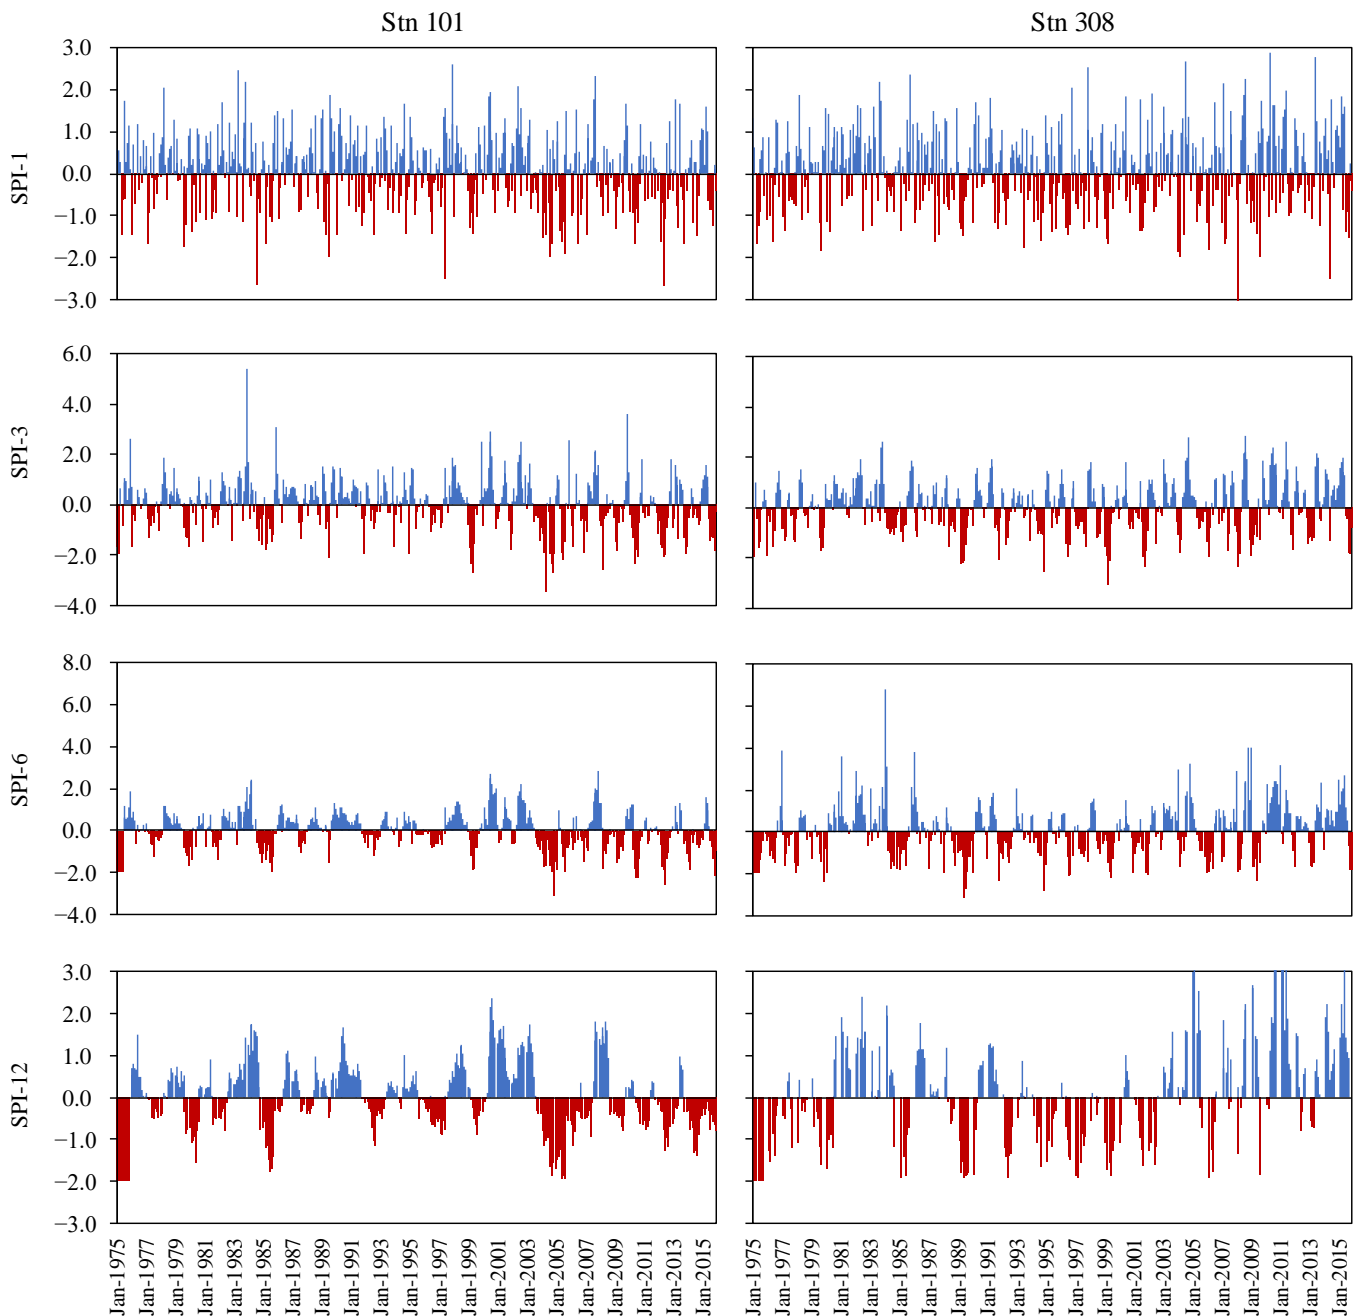 Stn 101
Stn 308
SPI-1
3.0
2.0
1.0
0.0
−1.0
−2.0
−3.0
SPI-3
6.0
4.0
2.0
0.0
−2.0
−4.0
SPI-6
8.0
6.0
4.0
2.0
0.0
−2.0
−4.0
SPI-12
3.0
2.0
1.0
0.0
−1.0
−2.0
−3.0
Jan-1975
Jan-1977
Jan-1979
Jan-1981
Jan-1983
Jan-1985
Jan-1987
Jan-1989
Jan-1991
Jan-1993
Jan-1995
Jan-1997
Jan-1999
Jan-2001
Jan-2003
Jan-2005
Jan-2007
Jan-2009
Jan-2011
Jan-2013
Jan-2015
Jan-1975
Jan-1977
Jan-1979
Jan-1981
Jan-1983
Jan-1985
Jan-1987
Jan-1989
Jan-1991
Jan-1993
Jan-1995
Jan-1997
Jan-1999
Jan-2001
Jan-2003
Jan-2005
Jan-2007
Jan-2009
Jan-2011
Jan-2013
Jan-2015